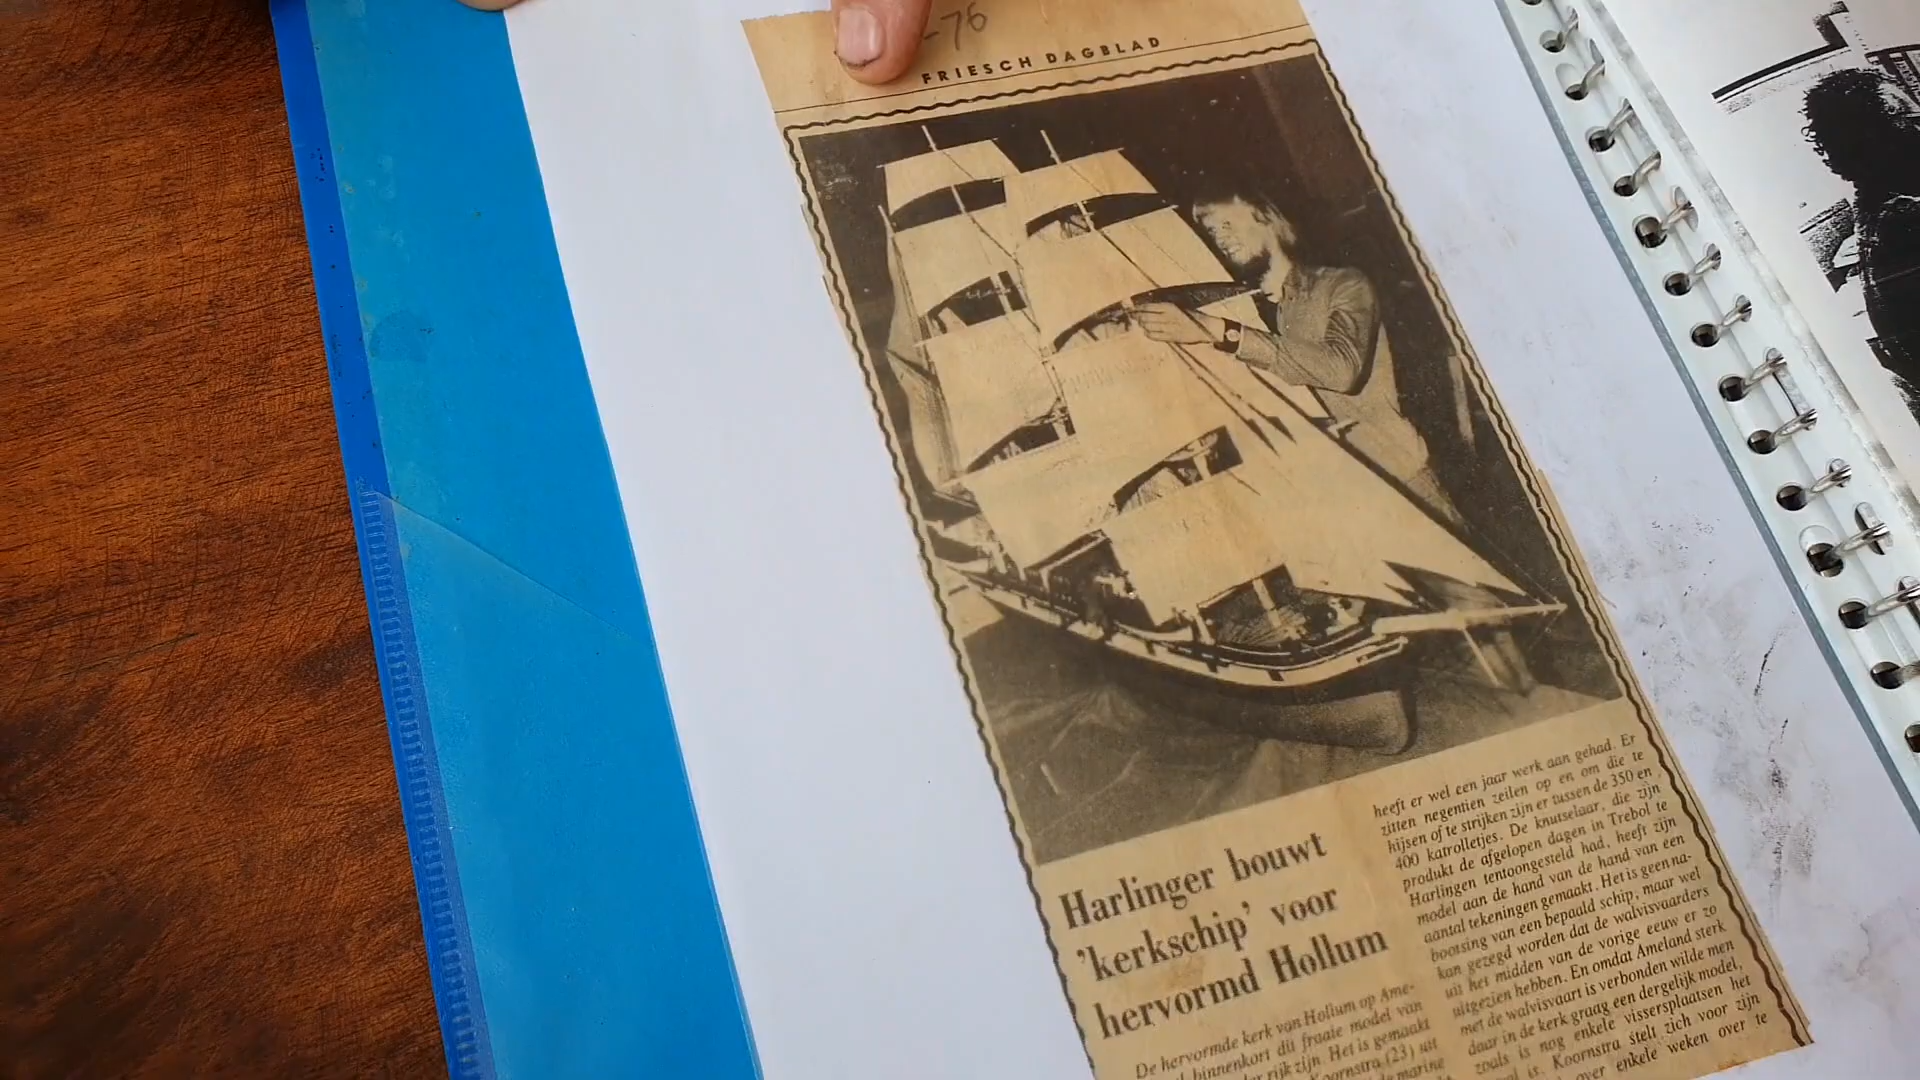 -76
FRIESCH DAGBLAD
Harlinger bouwt
'kerkschip' voor
hervormd Hollum
De hervormde kerk van Hollum op Ame-
binnenkort dit fraaie model van
rijk zijn. Het is gemaakt
Koornstra (23) uit
marine
heeft er wel een jaar werk aan gehad. Er
zitten negentien zeilen op en om die te
hijsen of te strijken zijn er tussen de 350 en
400 katrolletjes. De knutselaar, die zijn
produkt de afgelopen dagen in Trebol te
Harlingen tentoongesteld had, heeft zijn
model aan de hand van de hand van een
aantal tekeningen gemaakt. Het is geen na-
bootsing van een bepaald schip, maar wel
kan gezegd worden dat de walvisvaarders
uit het midden van de vorige eeuw er zo
uitgezien hebben. En omdat Ameland sterk
met de walvisvaart is verbonden wilde men
daar in de kerk graag een dergelijk model,
zoals is nog enkele vissersplaatsen het
is. Koornstra stelt zich voor zijn
over enkele weken over te